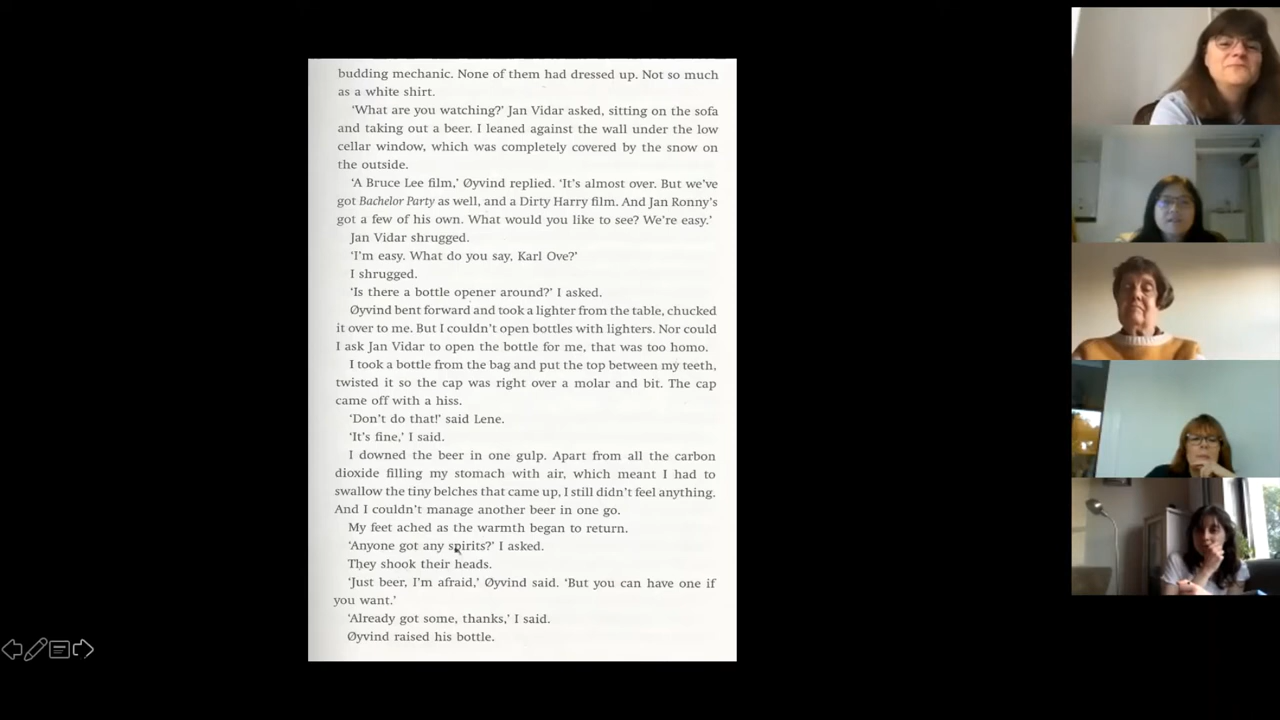 budding mechanic. None of them had dressed up. Not so much
as a white shirt.
‘What are you watching?’ Jan Vidar asked, sitting on the sofa
and taking out a beer. I leaned against the wall under the low
cellar window, which was completely covered by the snow on
the outside.
‘A Bruce Lee film,’ Øyvind replied. ‘It’s almost over. But we’ve
got Bachelor Party as well, and a Dirty Harry film. And Jan Ronny’s
got a few of his own. What would you like to see? We’re easy.’
Jan Vidar shrugged.
‘I’m easy. What do you say, Karl Ove?’
I shrugged.
‘Is there a bottle opener around?’ I asked.
Øyvind bent forward and took a lighter from the table, chucked
it over to me. But I couldn’t open bottles with lighters. Nor could
I ask Jan Vidar to open the bottle for me, that was too homo.
I took a bottle from the bag and put the top between my teeth,
twisted it so the cap was right over a molar and bit. The cap
came off with a hiss.
‘Don’t do that!’ said Lene.
‘It’s fine,’ I said.
I downed the beer in one gulp. Apart from all the carbon
dioxide filling my stomach with air, which meant I had to
swallow the tiny belches that came up, I still didn’t feel anything.
And I couldn’t manage another beer in one go.
My feet ached as the warmth began to return.
‘Anyone got any spirits?’ I asked.
They shook their heads.
‘Just beer, I’m afraid,’ Øyvind said. ‘But you can have one if
you want.’
‘Already got some, thanks,’ I said.
Øyvind raised his bottle.